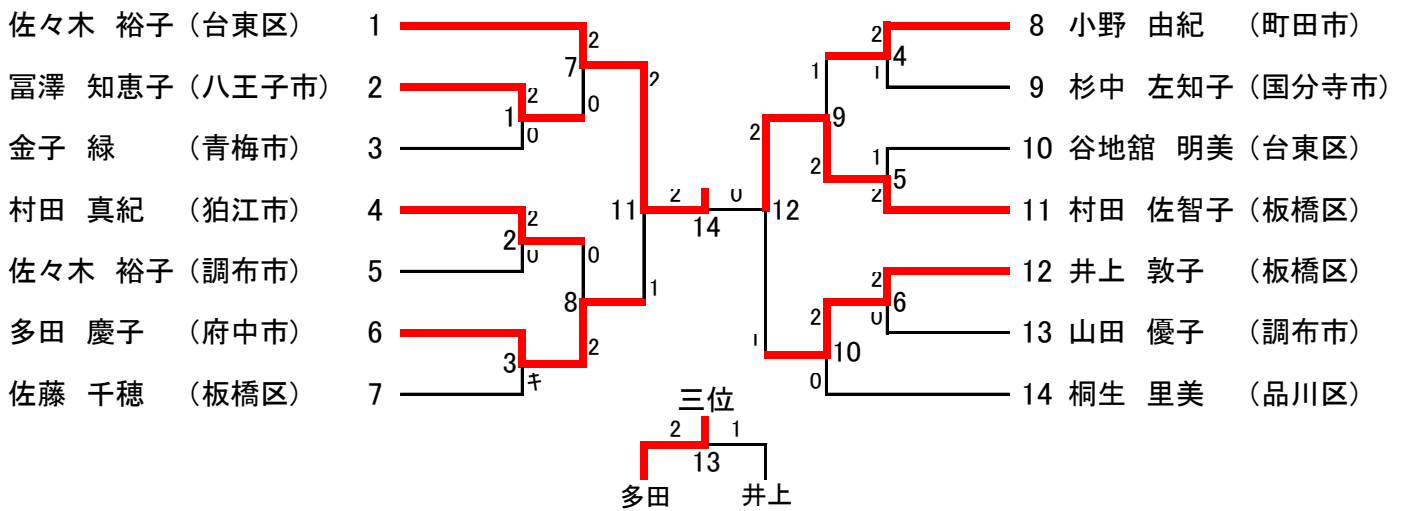 佐々木 裕子（台東区） 1
冨澤 知恵子（八王子市） 2
金子 緑 （青梅市） 3
村田 真紀 （狛江市） 4
佐々木 裕子（調布市） 5
多田 慶子 （府中市） 6
佐藤 千穂 （板橋区） 7
2
7
2
2
1
0
0
2
2
0
0
8
2
3
キ
11
1
2
0
14
12
2
1
1
9
2
2
4
1
1
5
2
2
6
0
2
10
0
8 小野 由紀 （町田市）
9 杉中 左知子（国分寺市）
10 谷地舘 明美（台東区）
11 村田 佐智子（板橋区）
12 井上 敦子 （板橋区）
13 山田 優子 （調布市）
14 桐生 里美 （品川区）
三位
2 1
13
多田 井上